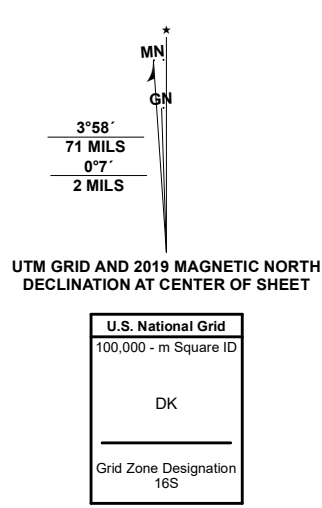 ★
MN
GN
3°58´
71 MILS
0°7´
2 MILS
UTM GRID AND 2019 MAGNETIC NORTH
DECLINATION AT CENTER OF SHEET
U.S. National Grid
100,000 - m Square ID
DK
Grid Zone Designation
16S